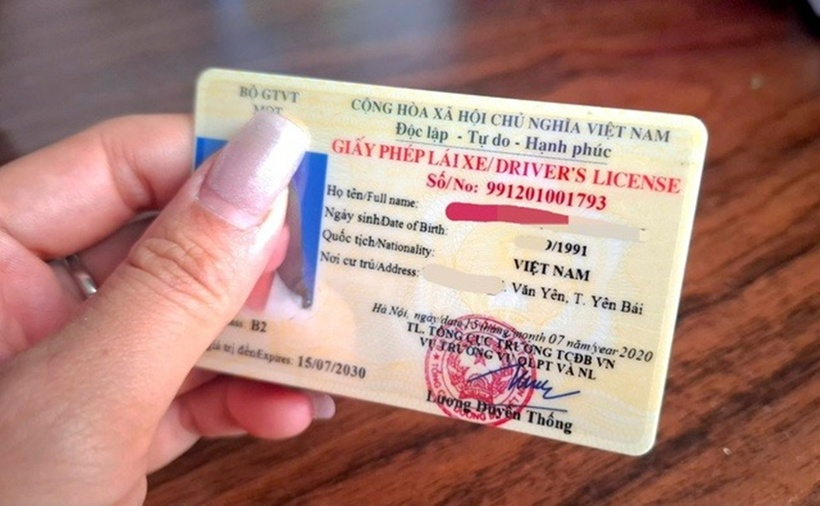 BỘ GTVT
MOT
CỘNG HÒA XÃ HỘI CHỦ NGHĨA VIỆT NAM
Độc lập - Tự do - Hạnh phúc
GIẤY PHÉP LÁI XE/DRIVER'S LICENSE
Số/No: 991201001793
Họ tên/Full name:
Ngày sinh/Date of Birth: /1991
Quốc tịch/Nationality: VIỆT NAM
Nơi cư trú/Address: . Văn Yên, T. Yên Bái
Hà Nội, ngày/date 15 tháng/month 07 năm/year 2020
TL. TỔNG CỤC TRƯỞNG TCĐB VN
VỤ TRƯỞNG VỤ QLPT VÀ NL
Lương Duyên Thống
B2
giá trị đến/Expires: 15/07/2030